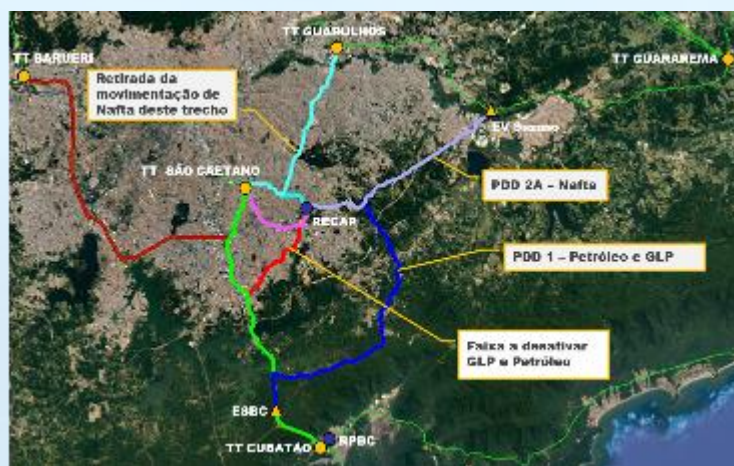 TT GUARULHOS
TT BARUERI
TT GUARAREMA
Retirada da
movimentação de
Nafta deste trecho
EV Suzano
TT SÃO CAETANO
PDD 2A – Nafta
RECAP
PDD 1 – Petróleo e GLP
Faixa a desativar
GLP e Petróleo
ESBC
RPBC
TT CUBATÃO